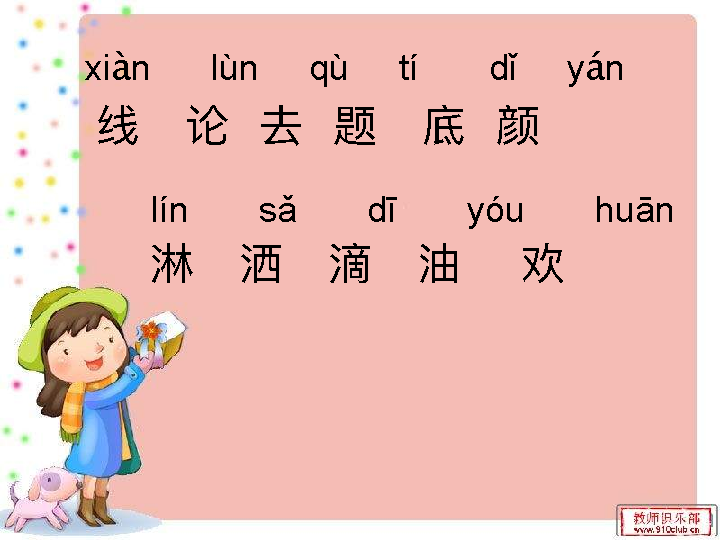 xiàn lùn qù tí dǐ yán
线 论 去 题 底 颜
lín sǎ dī yóu huān
淋 洒 滴 油 欢
教师俱乐部
www.910club.cn